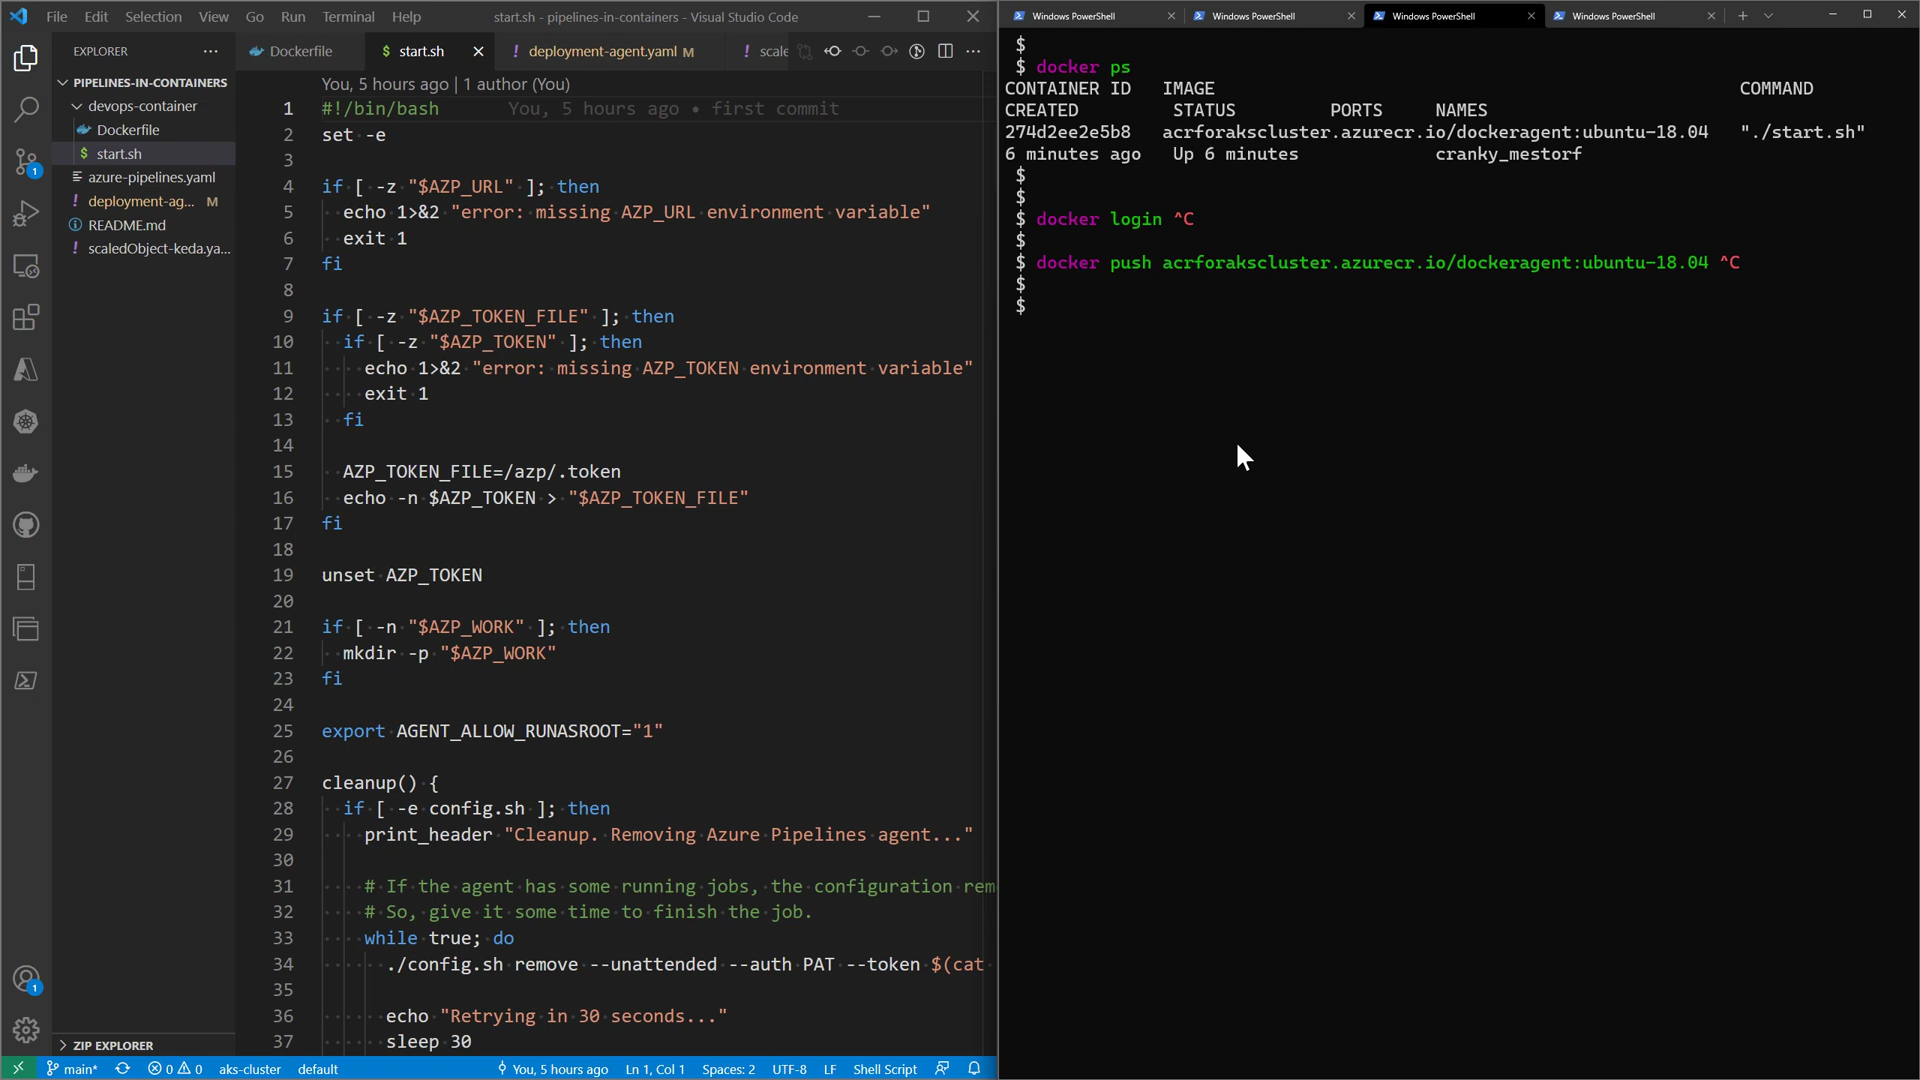 File Edit Selection View Go Run Terminal Help
start.sh - pipelines-in-containers - Visual Studio Code
EXPLORER
PIPELINES-IN-CONTAINERS
devops-container
Dockerfile
start.sh
azure-pipelines.yaml
deployment-ag... M
README.md
scaledObject-keda.ya...
ZIP EXPLORER
Dockerfile
start.sh
deployment-agent.yaml M
scale
You, 5 hours ago | 1 author (You)
1 #!/bin/bash You, 5 hours ago • first commit
2 set -e
3
4 if [ -z "$AZP_URL" ]; then
5 echo 1>&2 "error: missing AZP_URL environment variable"
6 exit 1
7 fi
8
9 if [ -z "$AZP_TOKEN_FILE" ]; then
10 if [ -z "$AZP_TOKEN" ]; then
11 echo 1>&2 "error: missing AZP_TOKEN environment variable"
12 exit 1
13 fi
14
15 AZP_TOKEN_FILE=/azp/.token
16 echo -n $AZP_TOKEN > "$AZP_TOKEN_FILE"
17 fi
18
19 unset AZP_TOKEN
20
21 if [ -n "$AZP_WORK" ]; then
22 mkdir -p "$AZP_WORK"
23 fi
24
25 export AGENT_ALLOW_RUNASROOT="1"
26
27 cleanup() {
28 if [ -e config.sh ]; then
29 print_header "Cleanup. Removing Azure Pipelines agent..."
30
31 # If the agent has some running jobs, the configuration rem
32 # So, give it some time to finish the job.
33 while true; do
34 ./config.sh remove --unattended --auth PAT --token $(cat
35
36 echo "Retrying in 30 seconds..."
37 sleep 30
1
1
main* 0 0 aks-cluster default You, 5 hours ago Ln 1, Col 1 Spaces: 2 UTF-8 LF Shell Script
Windows PowerShell
Windows PowerShell
Windows PowerShell
Windows PowerShell
$
$ docker ps
CONTAINER ID IMAGE COMMAND
CREATED STATUS PORTS NAMES
274d2ee2e5b8 acrforakscluster.azurecr.io/dockeragent:ubuntu-18.04 "./start.sh"
6 minutes ago Up 6 minutes cranky_mestorf
$
$
$ docker login ^C
$
$ docker push acrforakscluster.azurecr.io/dockeragent:ubuntu-18.04 ^C
$
$